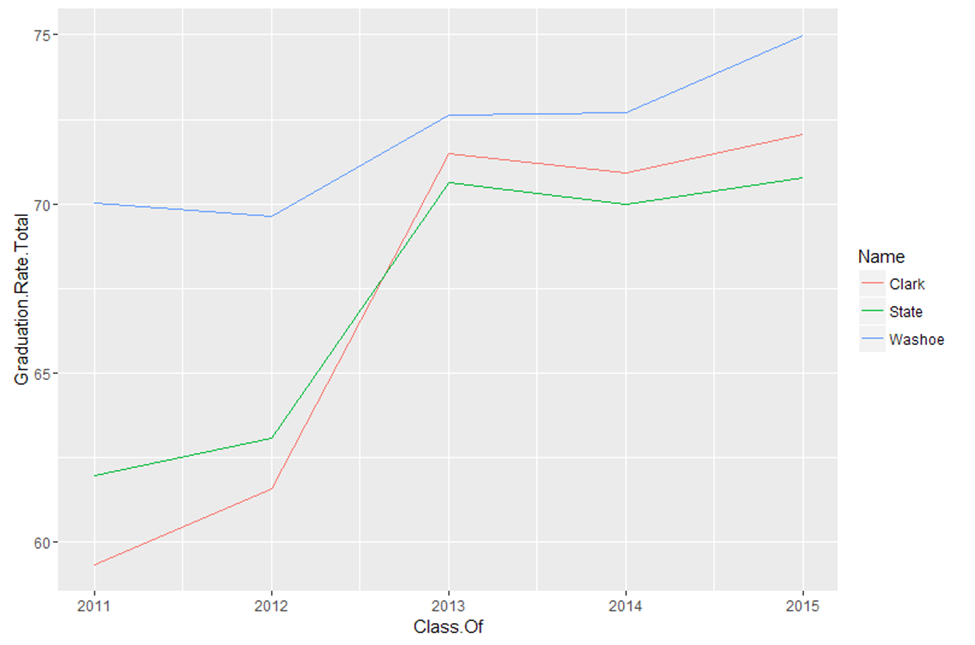 75
70
65
60
Graduation.Rate.Total
2011 2012 2013 2014 2015
Class.Of
Name
Clark
State
Washoe